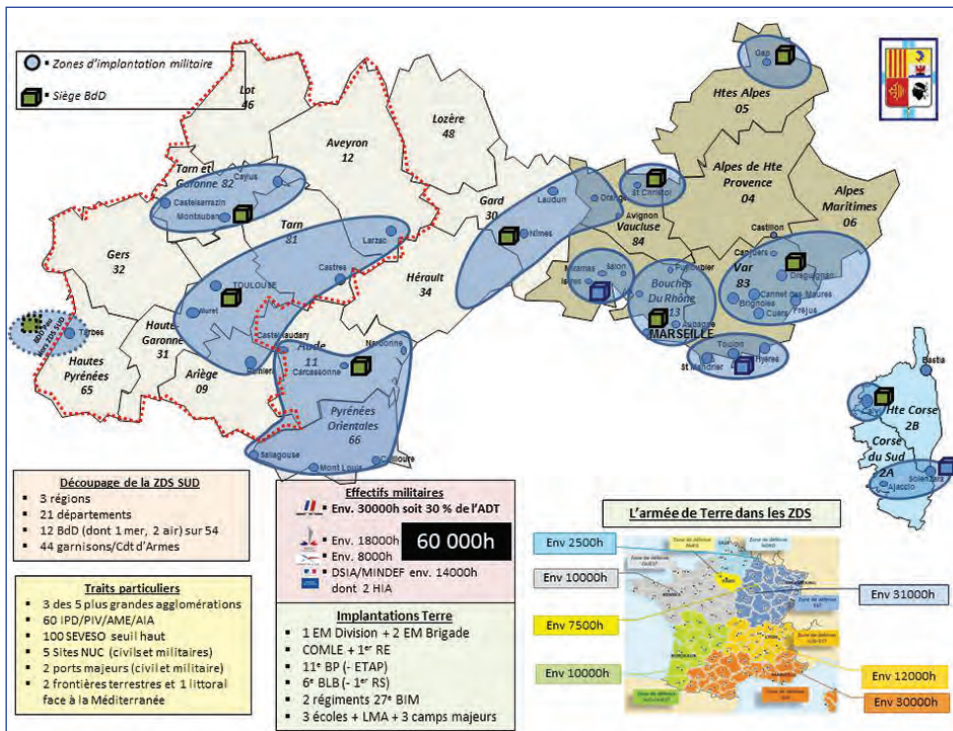 Zones d'implantation militaire
Siège BdD
Lot
46
Aveyron
12
Lozère
48
Tarn et
Garonne 82
Caylus
Castelsarrazin
Montauban
Tarn
81
Gers
32
TOULOUSE
Muret
Castres
Larzac
Haute-
Garonne
31
Ariège
09
Hautes
Pyrénées
65
Tarbes
Hors ZDS SUD
Castelnaudary
Aude
11
Carcassonne
Narbonne
Pyrénées
Orientales
66
Sallagouse
Mont Louis
Collioure
Hérault
34
Gard
30
Laudun
Nîmes
Orange
St Christol
Avignon
Vaucluse
84
Gap
Htes Alpes
05
Alpes de Hte
Provence
04
Alpes
Maritimes
06
Castillon
Canjuers
Var
83
Draguignan
Cannet des Maures
Brignoles
Cuers
Fréjus
Miramas
Salon
Istres
Puyloubier
Bouches
Du Rhône
13
Aubagne
MARSEILLE
Toulon
Hyères
St Mandrier
Bastia
Calvi
Hte Corse
2B
Corse
du Sud
2A
Solenzara
Ajaccio
Découpage de la ZDS SUD
3 régions
21 départements
12 BdD (dont 1 mer, 2 air) sur 54
44 garnisons/Cdt d'Armes
Traits particuliers
3 des 5 plus grandes agglomérations
60 IPD/PIV/AME/AIA
100 SEVESO seuil haut
5 Sites NUC (civils et militaires)
2 ports majeurs (civil et militaire)
2 frontières terrestres et 1 littoral
face à la Méditerranée
Effectifs militaires
Env. 30000h soit 30 % de l'ADT
Env. 18000h
Env. 8000h
60 000h
DSIA/MINDEF env. 14000h
dont 2 HIA
Implantations Terre
1 EM Division + 2 EM Brigade
COMLE + 1er RE
11e BP (- ETAP)
6e BLB (- 1er RS)
2 régiments 27e BIM
3 écoles + LMA + 3 camps majeurs
L'armée de Terre dans les ZDS
Env 2500h
Env 10000h
Env 7500h
Env 10000h
Env 31000h
Env 12000h
Env 30000h